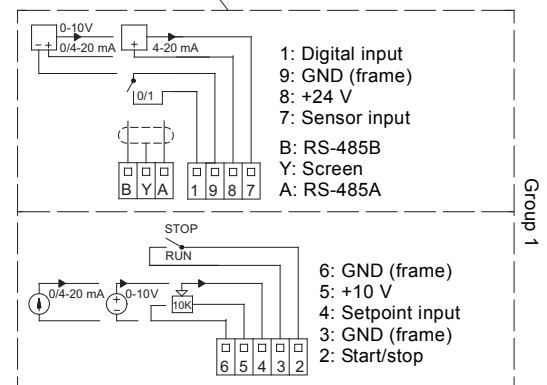 0-10V
- +
0/4-20 mA
+
4-20 mA
0/1
B Y A
1 9 8 7
1: Digital input
9: GND (frame)
8: +24 V
7: Sensor input
B: RS-485B
Y: Screen
A: RS-485A
Group 1
STOP
RUN
0/4-20 mA
+
-
0-10V
10K
6 5 4 3 2
6: GND (frame)
5: +10 V
4: Setpoint input
3: GND (frame)
2: Start/stop